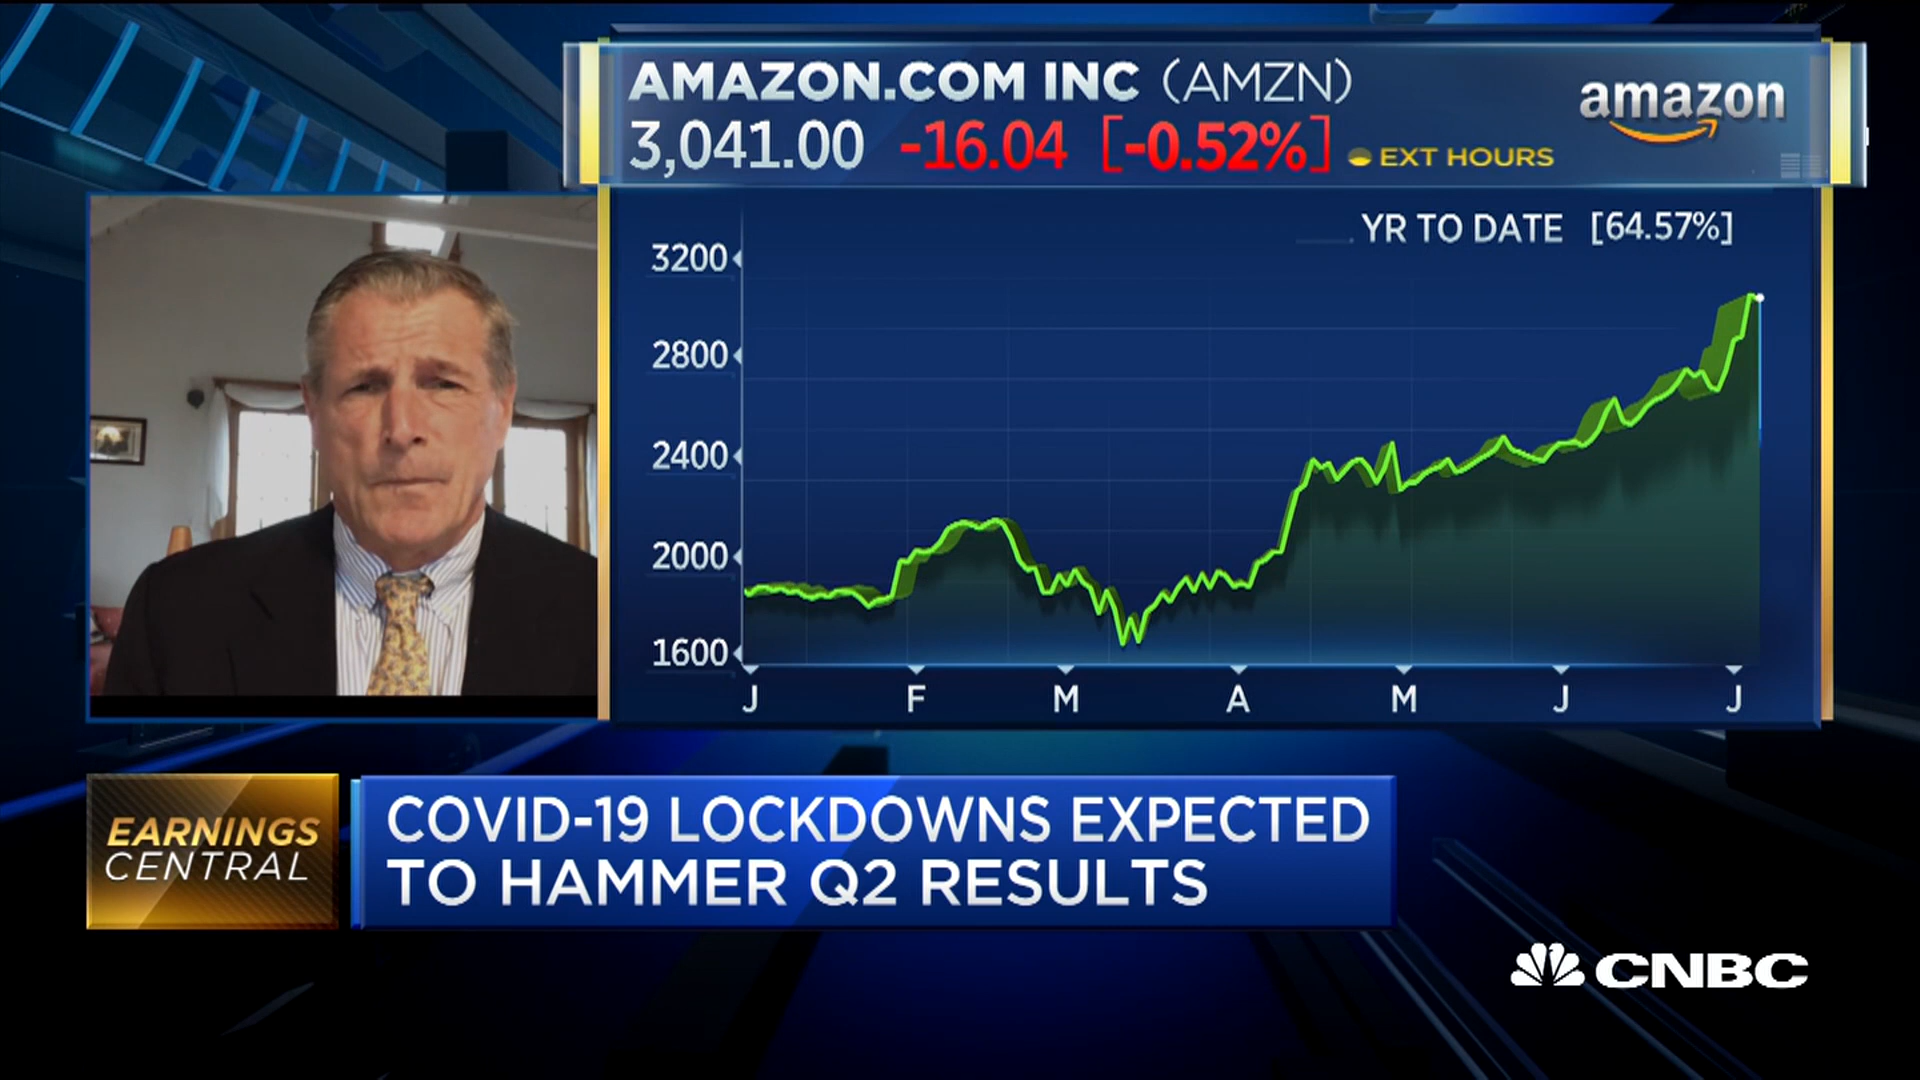 AMAZON.COM INC (AMZN)
3,041.00 -16.04 [-0.52%] EXT HOURS
amazon
YR TO DATE [64.57%]
3200
2800
2400
2000
1600
J F M A M J J
EARNINGS
CENTRAL
COVID-19 LOCKDOWNS EXPECTED
TO HAMMER Q2 RESULTS
CNBC